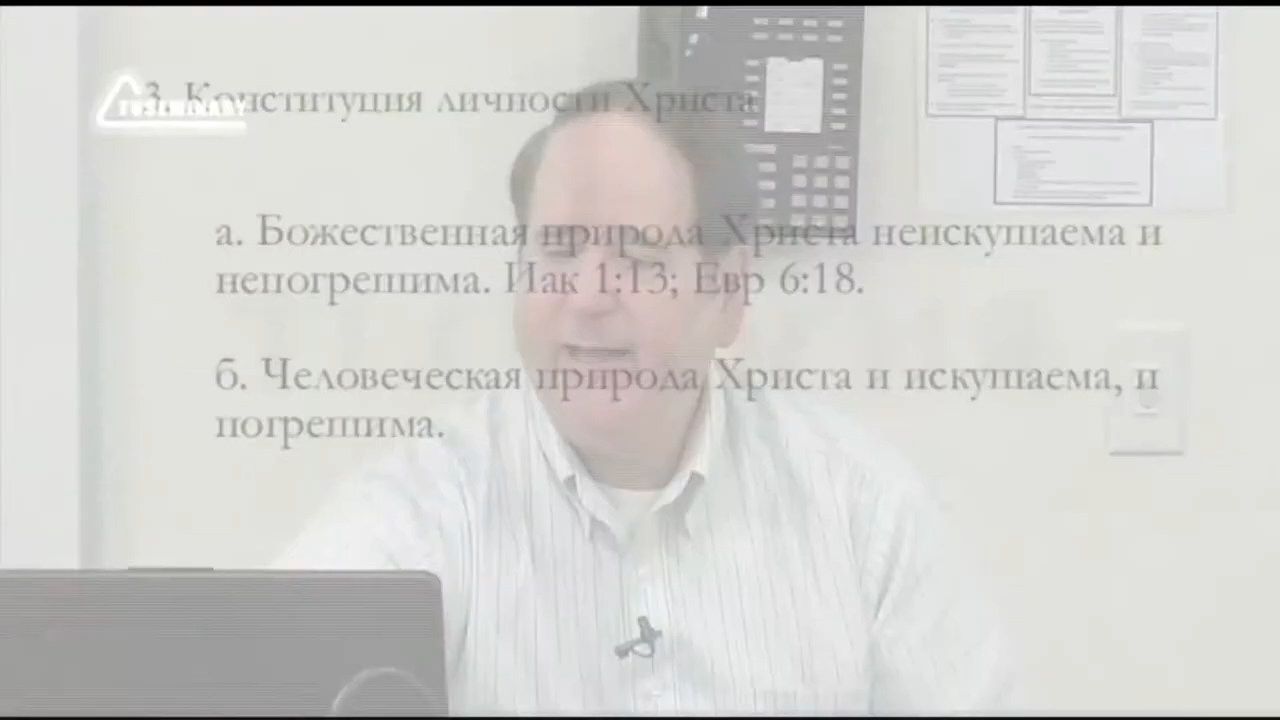 3. Конституция личности Христа
TUSEMINARY
а. Божественная природа Христа неискушаема и
непогрешима. Иак 1:13; Евр 6:18.
б. Человеческая природа Христа и искушаема, и
погрешима.